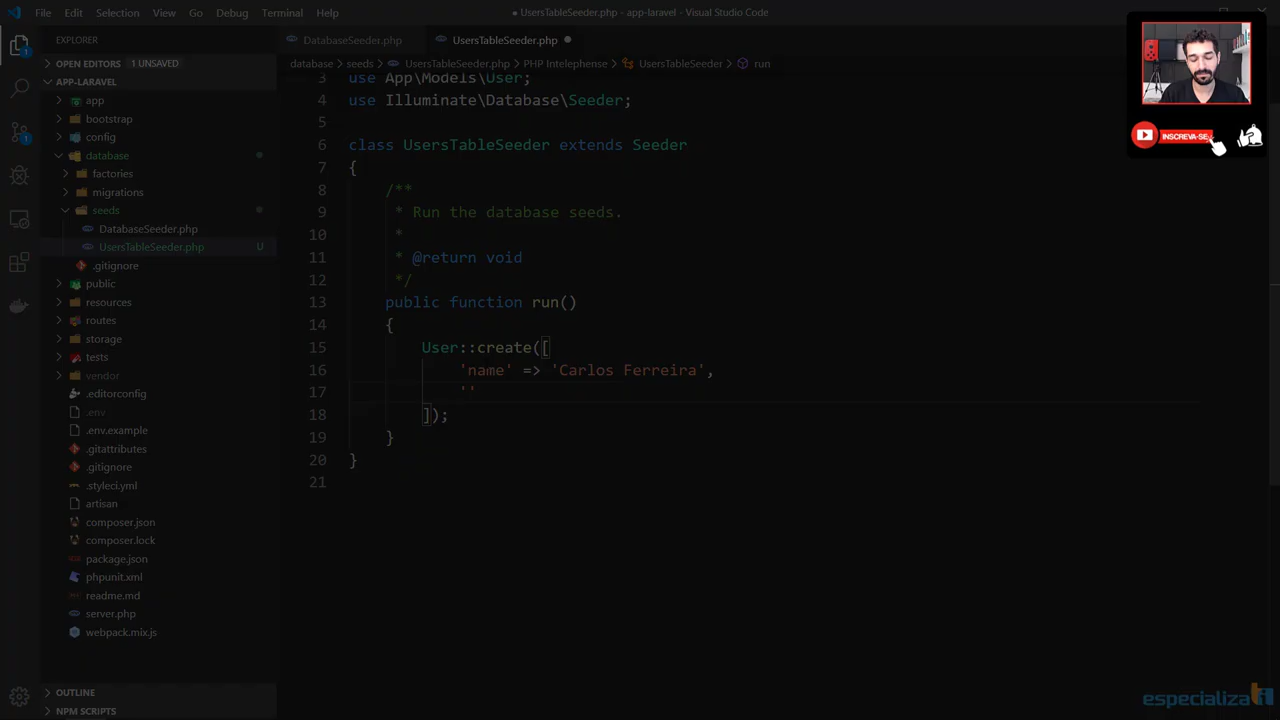 File Edit Selection View Go Debug Terminal Help
● UsersTableSeeder.php - app-laravel - Visual Studio Code
EXPLORER
DatabaseSeeder.php
UsersTableSeeder.php ●
OPEN EDITORS 1 UNSAVED
database > seeds > UsersTableSeeder.php > PHP Intelephense > UsersTableSeeder > run
APP-LARAVEL
app
bootstrap
config
database
factories
migrations
seeds
DatabaseSeeder.php
UsersTableSeeder.php U
.gitignore
public
resources
routes
storage
tests
vendor
.editorconfig
.env
.env.example
.gitattributes
.gitignore
.styleci.yml
artisan
composer.json
composer.lock
package.json
phpunit.xml
readme.md
server.php
webpack.mix.js
OUTLINE
NPM SCRIPTS
3 use App\Models\User;
4 use Illuminate\Database\Seeder;
5
6 class UsersTableSeeder extends Seeder
7 {
8 /**
9 * Run the database seeds.
10 *
11 * @return void
12 */
13 public function run()
14 {
15 User::create([
16 'name' => 'Carlos Ferreira',
17 ''
18 ]);
19 }
20 }
21
INSCREVA-SE
1
1
especializati